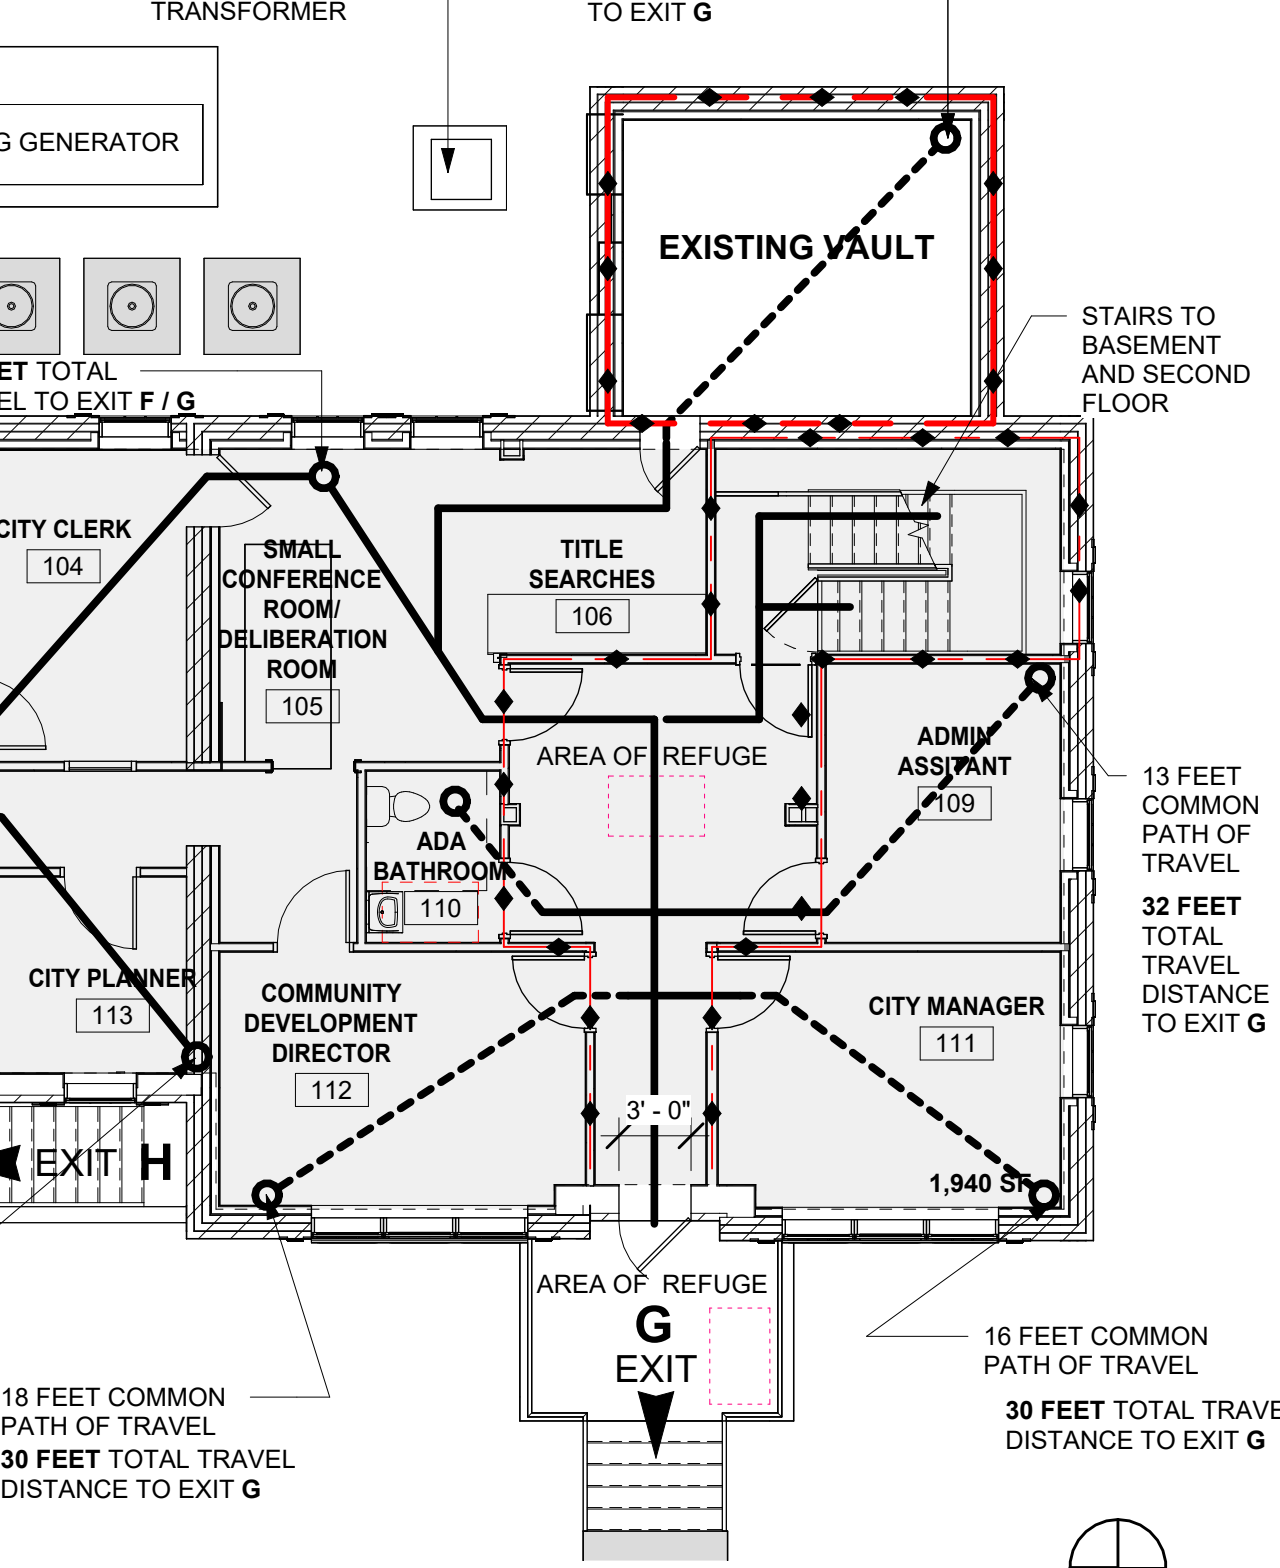 TRANSFORMER
TO EXIT G
G GENERATOR
EXISTING VAULT
STAIRS TO
BASEMENT
AND SECOND
FLOOR
ET TOTAL
EL TO EXIT F / G
CITY CLERK
104
SMALL
CONFERENCE
ROOM/
DELIBERATION
ROOM
105
TITLE
SEARCHES
106
AREA OF REFUGE
ADMIN
ASSITANT
109
13 FEET
COMMON
PATH OF
TRAVEL
32 FEET
TOTAL
TRAVEL
DISTANCE
TO EXIT G
ADA
BATHROOM
110
CITY PLANNER
113
COMMUNITY
DEVELOPMENT
DIRECTOR
112
CITY MANAGER
111
3' - 0"
EXIT H
1,940 SF
AREA OF REFUGE
G
EXIT
16 FEET COMMON
PATH OF TRAVEL
30 FEET TOTAL TRAVE
DISTANCE TO EXIT G
18 FEET COMMON
PATH OF TRAVEL
30 FEET TOTAL TRAVEL
DISTANCE TO EXIT G